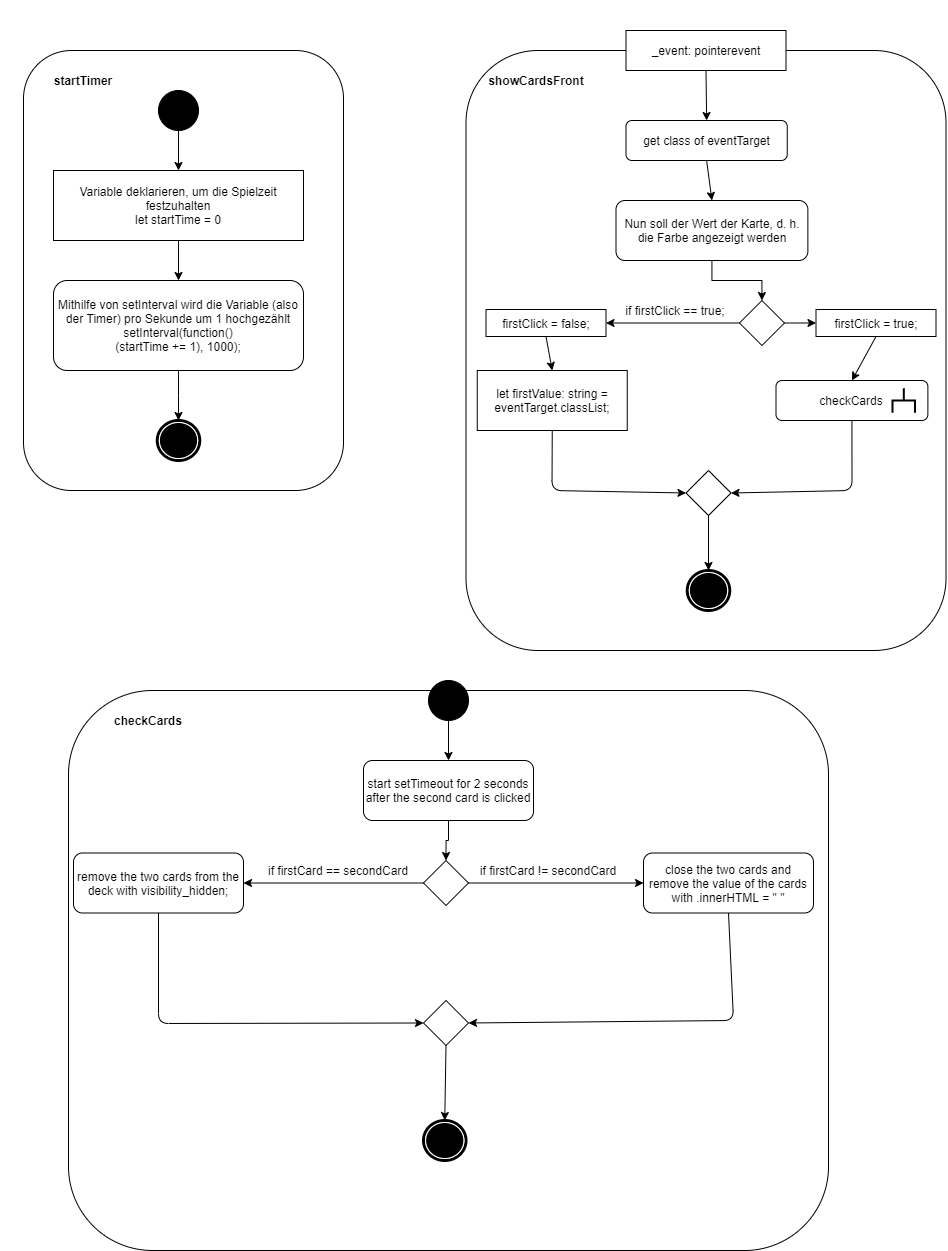 startTimer
Variable deklarieren, um die Spielzeit
festzuhalten
let startTime = 0
Mithilfe von setInterval wird die Variable (also
der Timer) pro Sekunde um 1 hochgezählt
setInterval(function()
(startTime += 1), 1000);
_event: pointerevent
showCardsFront
get class of eventTarget
Nun soll der Wert der Karte, d. h.
die Farbe angezeigt werden
if firstClick == true;
firstClick = false;
firstClick = true;
let firstValue: string =
eventTarget.classList;
checkCards
checkCards
start setTimeout for 2 seconds
after the second card is clicked
if firstCard == secondCard
if firstCard != secondCard
remove the two cards from the
deck with visibility_hidden;
close the two cards and
remove the value of the cards
with .innerHTML = " "